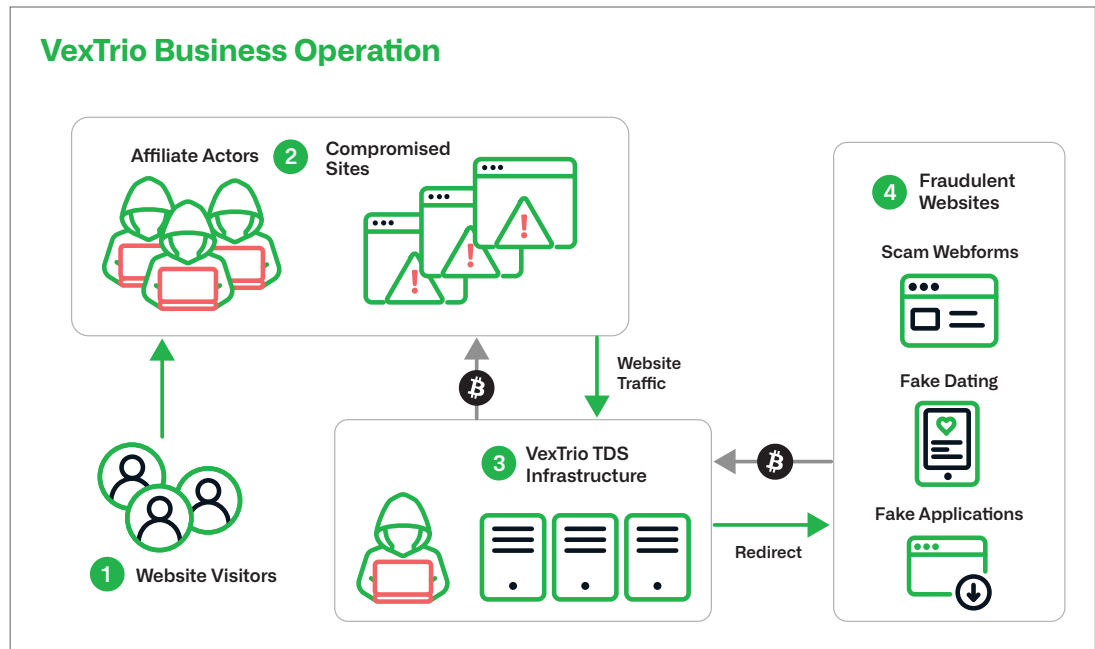 VexTrio Business Operation
Affiliate Actors
2
Compromised
Sites
4
Fraudulent
Websites
Scam Webforms
Fake Dating
Fake Applications
Website
Traffic
3
VexTrio TDS
Infrastructure
Redirect
1
Website Visitors